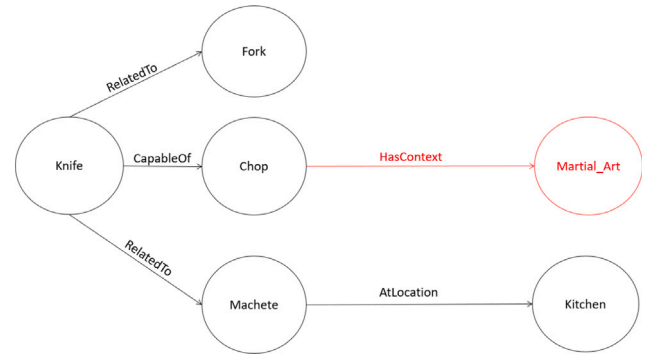 Fork
RelatedTo
Knife
CapableOf
Chop
HasContext
Martial_Art
RelatedTo
Machete
AtLocation
Kitchen